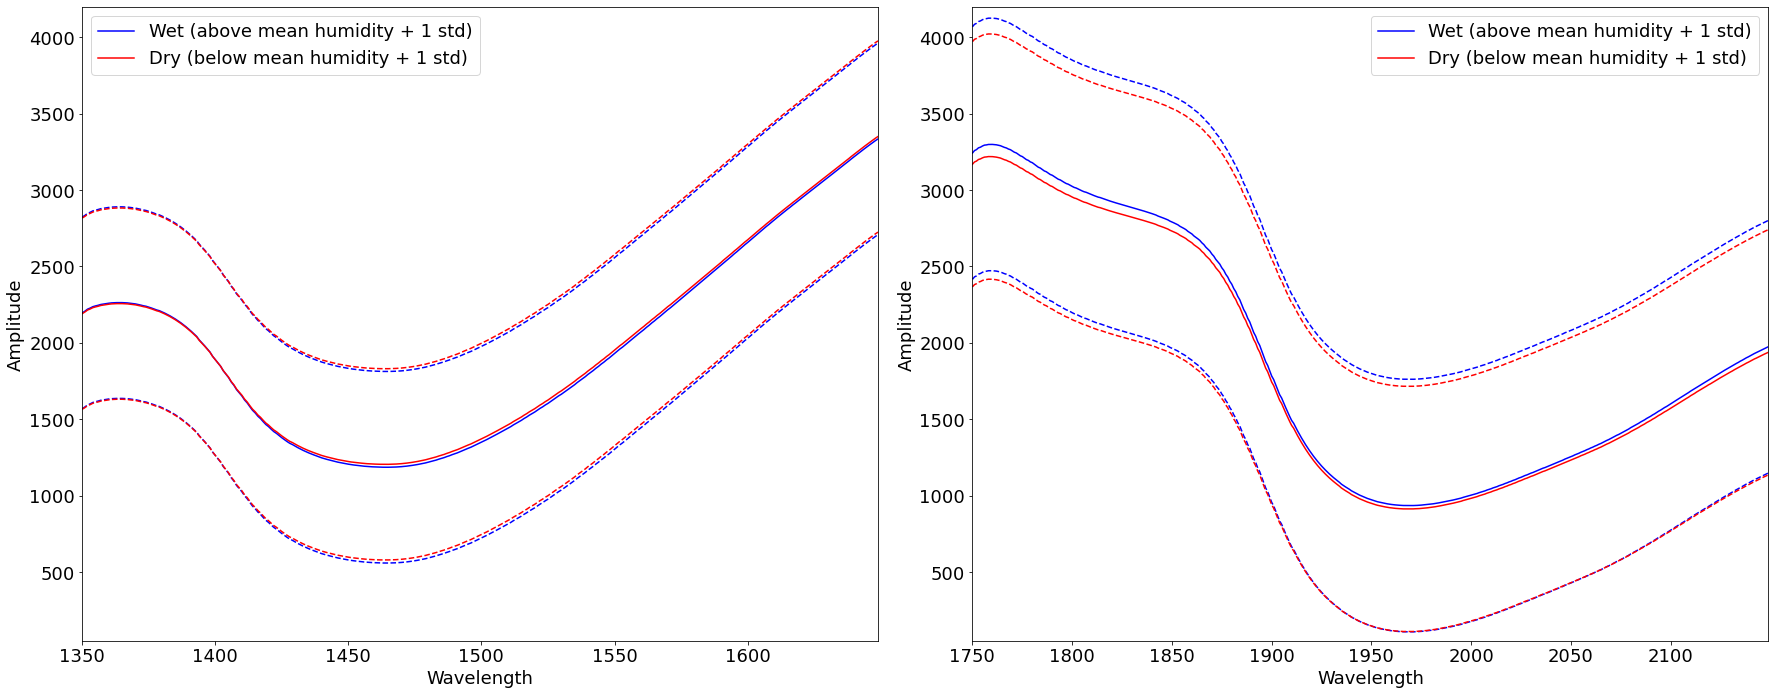 Wet (above mean humidity + 1 std)
Dry (below mean humidity + 1 std)
Amplitude
4000
3500
3000
2500
2000
1500
1000
500
1350 1400 1450 1500 1550 1600
Wavelength
Wet (above mean humidity + 1 std)
Dry (below mean humidity + 1 std)
Amplitude
4000
3500
3000
2500
2000
1500
1000
500
1750 1800 1850 1900 1950 2000 2050 2100
Wavelength